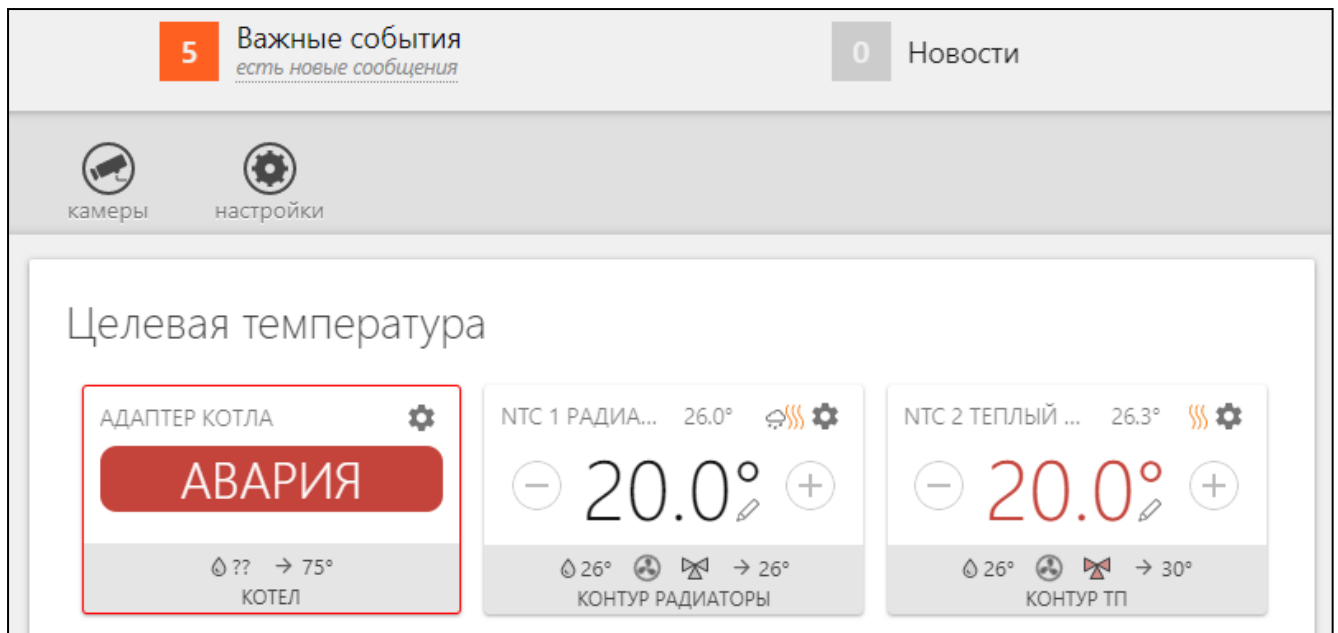 5 Важные события
есть новые сообщения
0 Новости
камеры настройки
Целевая температура
АДАПТЕР КОТЛА
АВАРИЯ
?? → 75°
КОТЕЛ
NTC 1 РАДИА... 26.0°
20.0°
26° → 26°
КОНТУР РАДИАТОРЫ
NTC 2 ТЕПЛЫЙ ... 26.3°
20.0°
26° → 30°
КОНТУР ТП